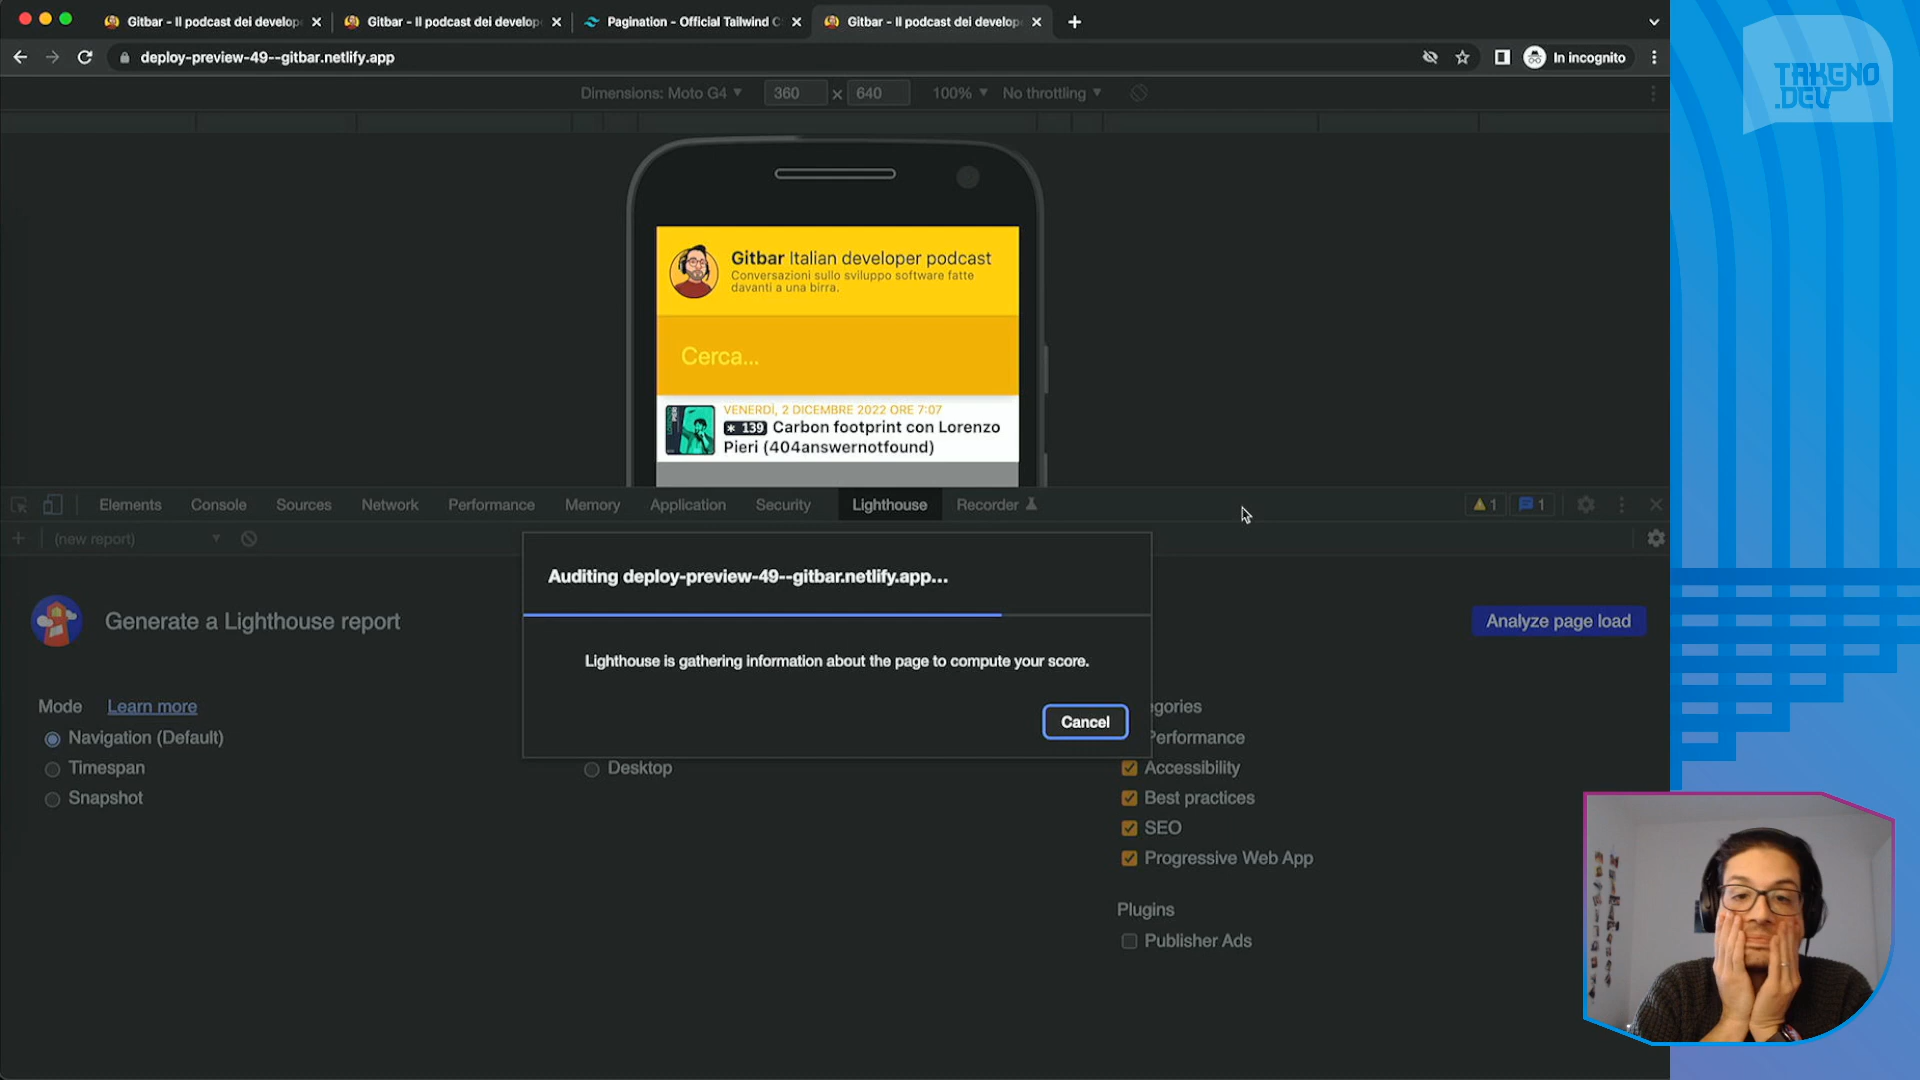 Gitbar - Il podcast dei develop
Gitbar - Il podcast dei develop
Pagination - Official Tailwind C
Gitbar - Il podcast dei develop
deploy-preview-49--gitbar.netlify.app
In incognito
TAKENO
.DEV
Dimensions: Moto G4
360
×
640
100%
No throttling
Gitbar Italian developer podcast
Conversazioni sullo sviluppo software fatte
davanti a una birra.
Cerca...
VENERDÌ, 2 DICEMBRE 2022 ORE 7:07
* 139 Carbon footprint con Lorenzo
Pieri (404answernotfound)
Elements
Console
Sources
Network
Performance
Memory
Application
Security
Lighthouse
Recorder
1
1
(new report)
Auditing deploy-preview-49--gitbar.netlify.app...
Generate a Lighthouse report
Analyze page load
Lighthouse is gathering information about the page to compute your score.
Cancel
Mode
Learn more
Navigation (Default)
Timespan
Snapshot
Desktop
egories
Performance
Accessibility
Best practices
SEO
Progressive Web App
Plugins
Publisher Ads